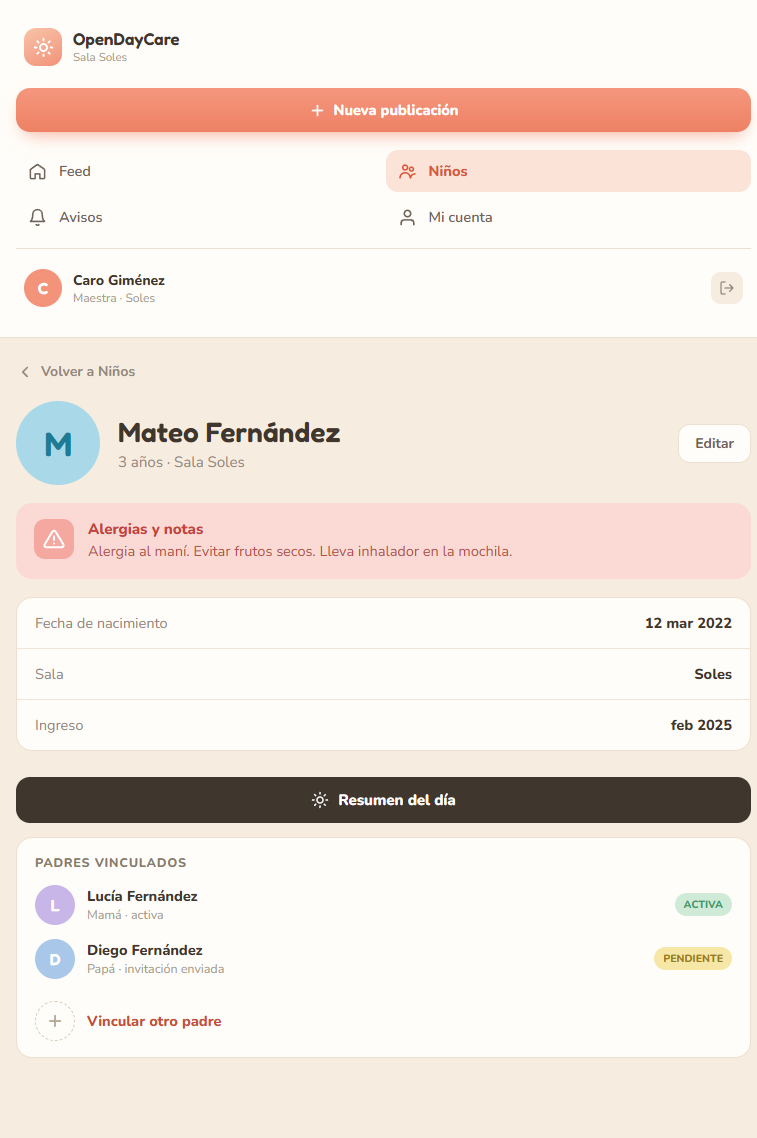 OpenDayCare
Sala Soles
Nueva publicación
Feed
Niños
Avisos
Mi cuenta
C
Caro Giménez
Maestra · Soles
Volver a Niños
M
Mateo Fernández
3 años · Sala Soles
Editar
Alergias y notas
Alergia al maní. Evitar frutos secos. Lleva inhalador en la mochila.
Fecha de nacimiento
12 mar 2022
Sala
Soles
Ingreso
feb 2025
Resumen del día
PADRES VINCULADOS
L
Lucía Fernández
Mamá · activa
ACTIVA
D
Diego Fernández
Papá · invitación enviada
PENDIENTE
Vincular otro padre